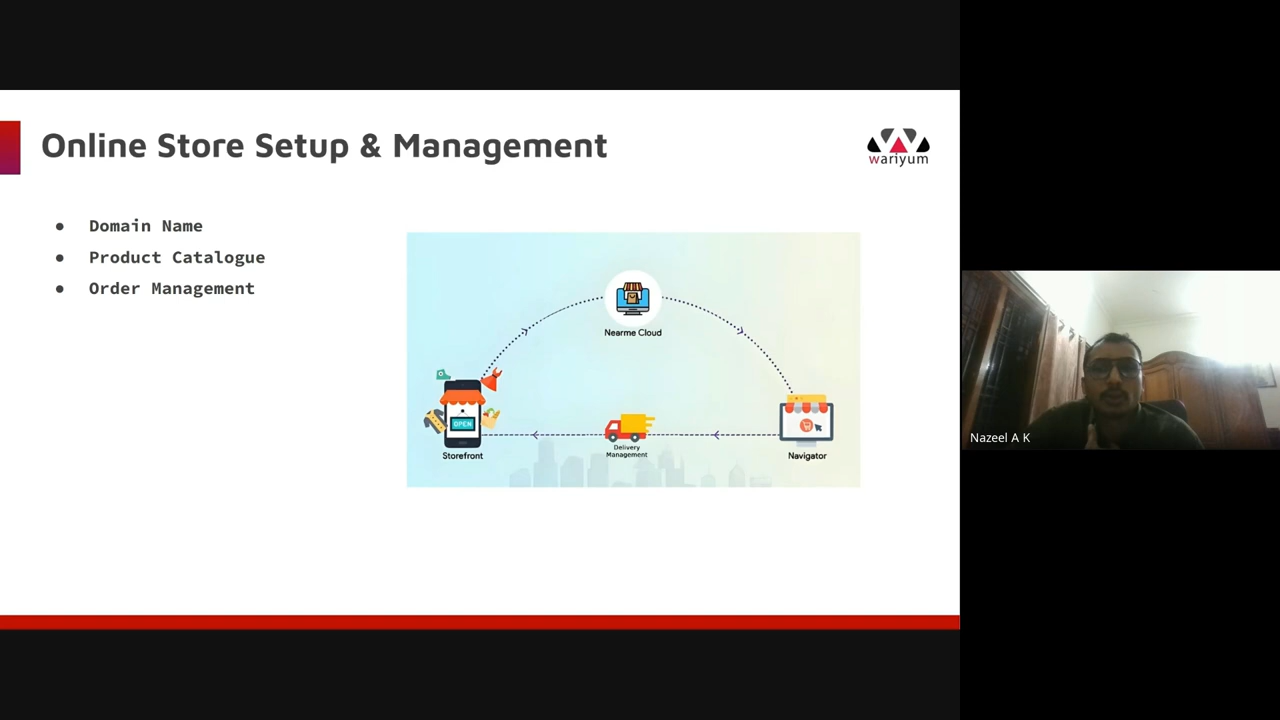 Online Store Setup & Management
wariyum
● Domain Name
● Product Catalogue
● Order Management
Nearme Cloud
OPEN
Storefront
Delivery
Management
Navigator
Nazeel A K